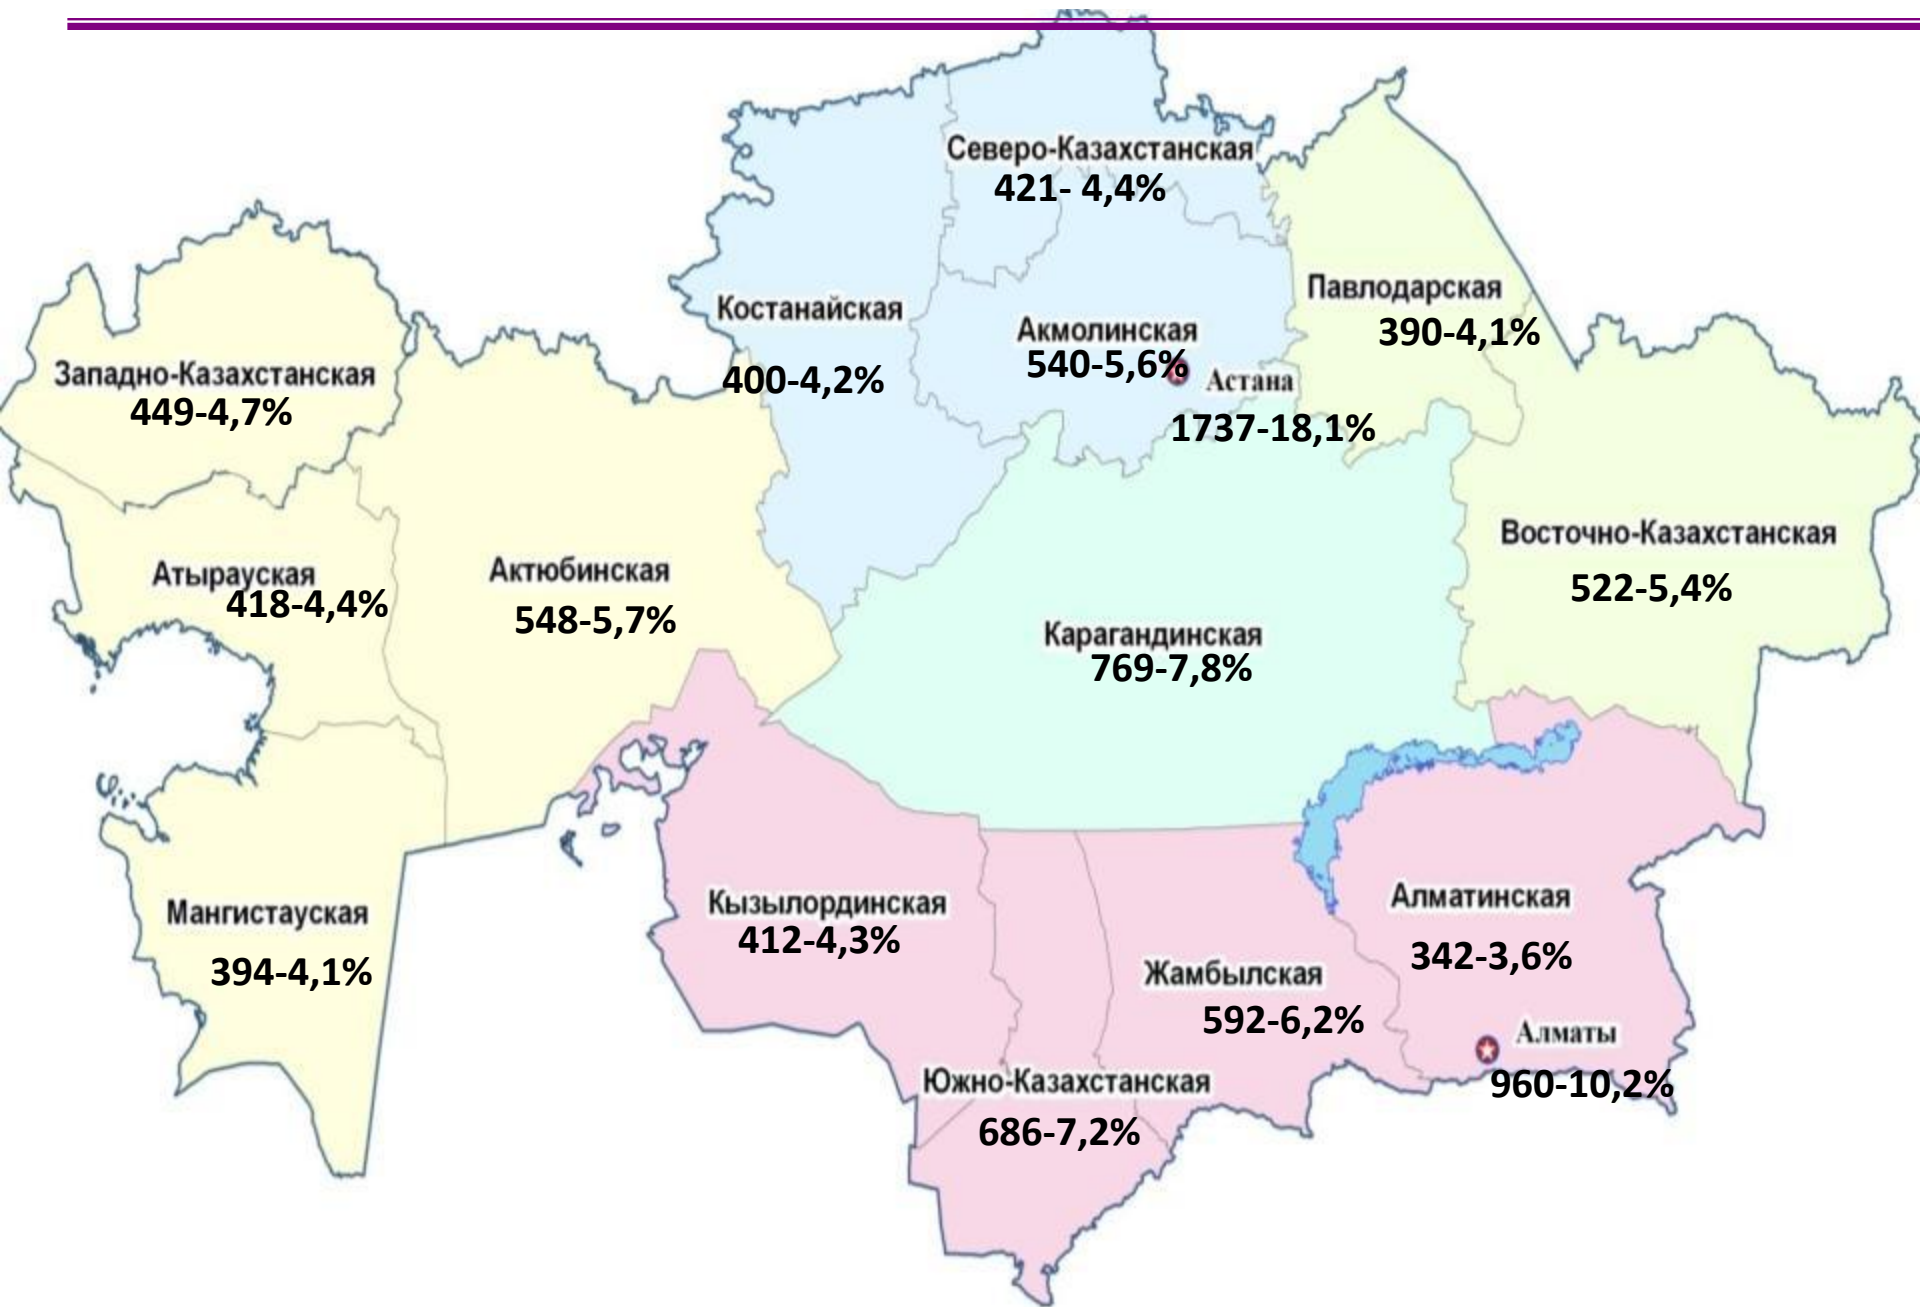 Северо-Казахстанская
421- 4,4%
Павлодарская
390-4,1%
Костанайская
400-4,2%
Акмолинская
540-5,6%
Астана
1737-18,1%
Западно-Казахстанская
449-4,7%
Атырауская
418-4,4%
Актюбинская
548-5,7%
Восточно-Казахстанская
522-5,4%
Карагандинская
769-7,8%
Мангистауская
394-4,1%
Кызылординская
412-4,3%
Алматинская
342-3,6%
Жамбылская
592-6,2%
Алматы
960-10,2%
Южно-Казахстанская
686-7,2%